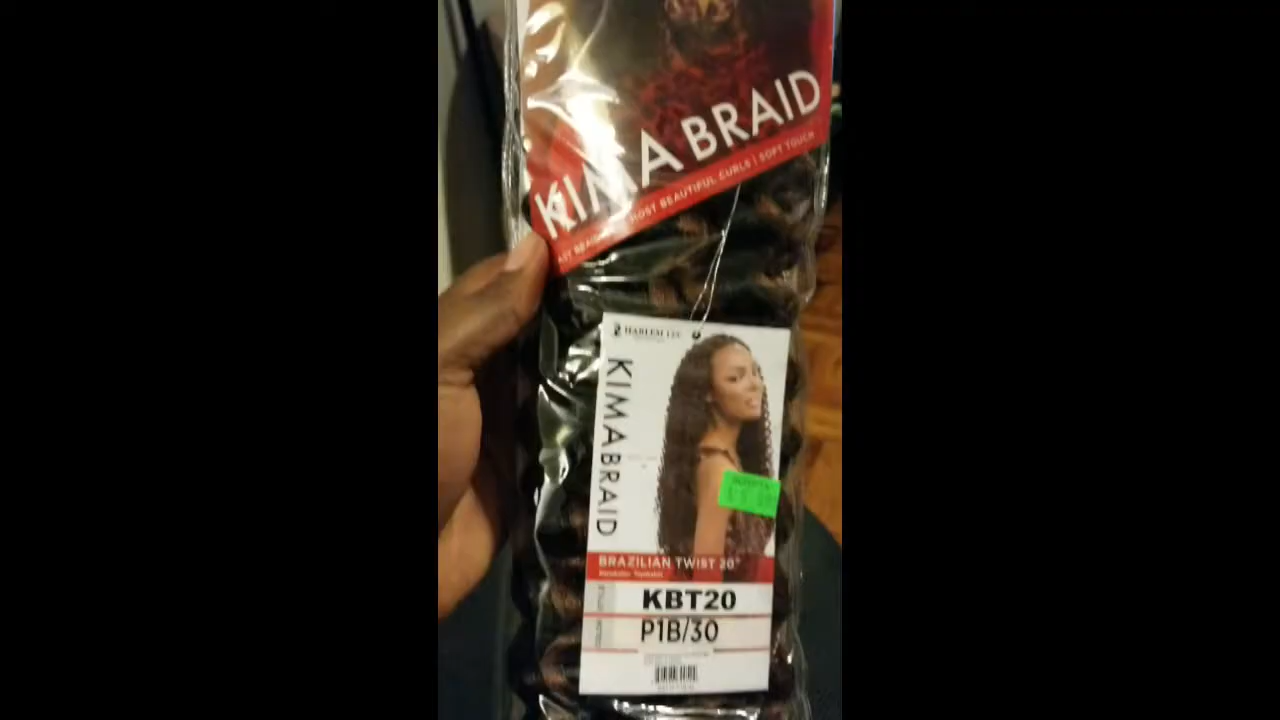 KIMA BRAID
MOST BEAUTIFUL CURLS | SOFT TOUCH
HARLEM 125
KIMA BRAID
BRAZILIAN TWIST 20"
KBT20
P1B/30